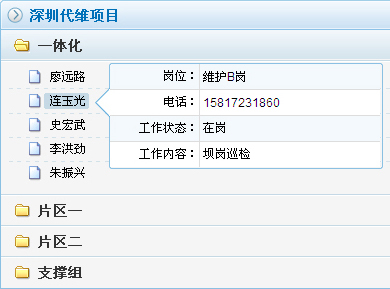 深圳代维项目
一体化
廖远路
连玉光
史宏武
李洪劲
朱振兴
岗位： 维护B岗
电话： 15817231860
工作状态： 在岗
工作内容： 坝岗巡检
片区一
片区二
支撑组